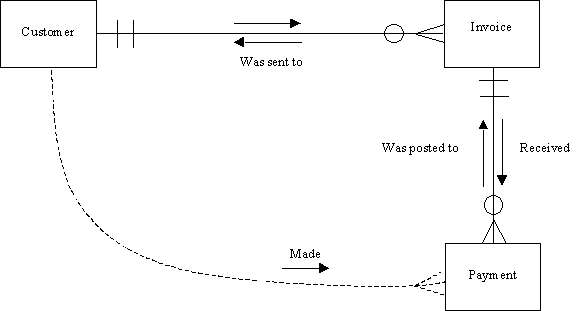 Customer
Invoice
Was sent to
Was posted to
Received
Made
Payment